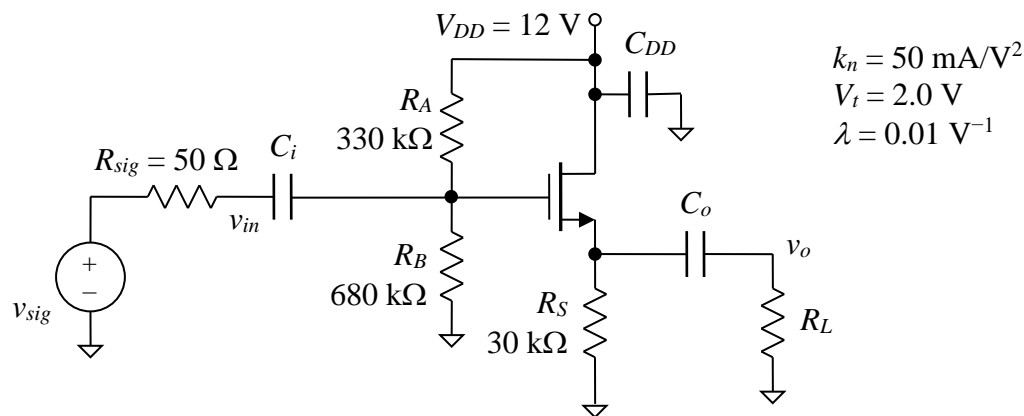 V_DD = 12 V
C_DD
k_n = 50 mA/V²
V_t = 2.0 V
λ = 0.01 V⁻¹
R_A
330 kΩ
R_sig = 50 Ω
C_i
v_in
C_o
v_o
R_B
680 kΩ
+
−
v_sig
R_S
30 kΩ
R_L